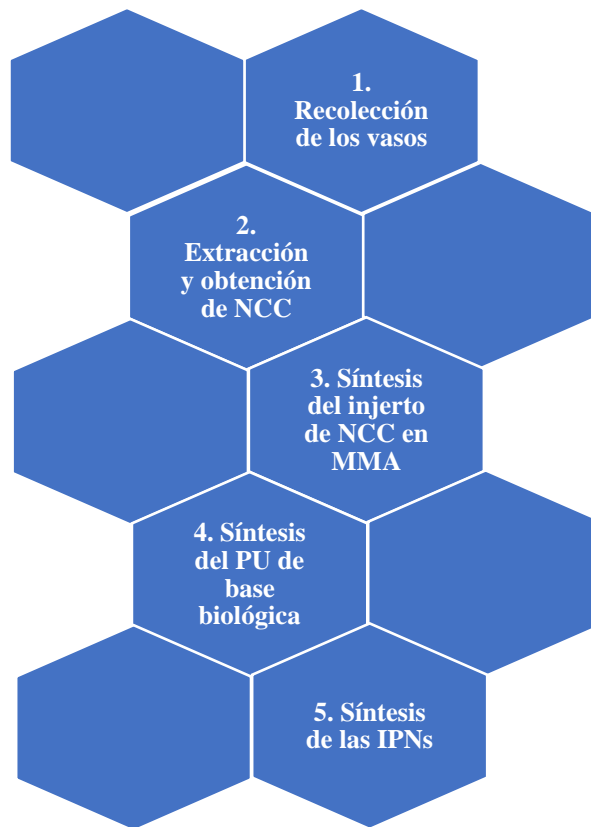 1.
Recolección
de los vasos
2.
Extracción
y obtención
de NCC
3. Síntesis
del injerto
de NCC en
MMA
4. Síntesis
del PU de
base
biológica
5. Síntesis
de las IPNs